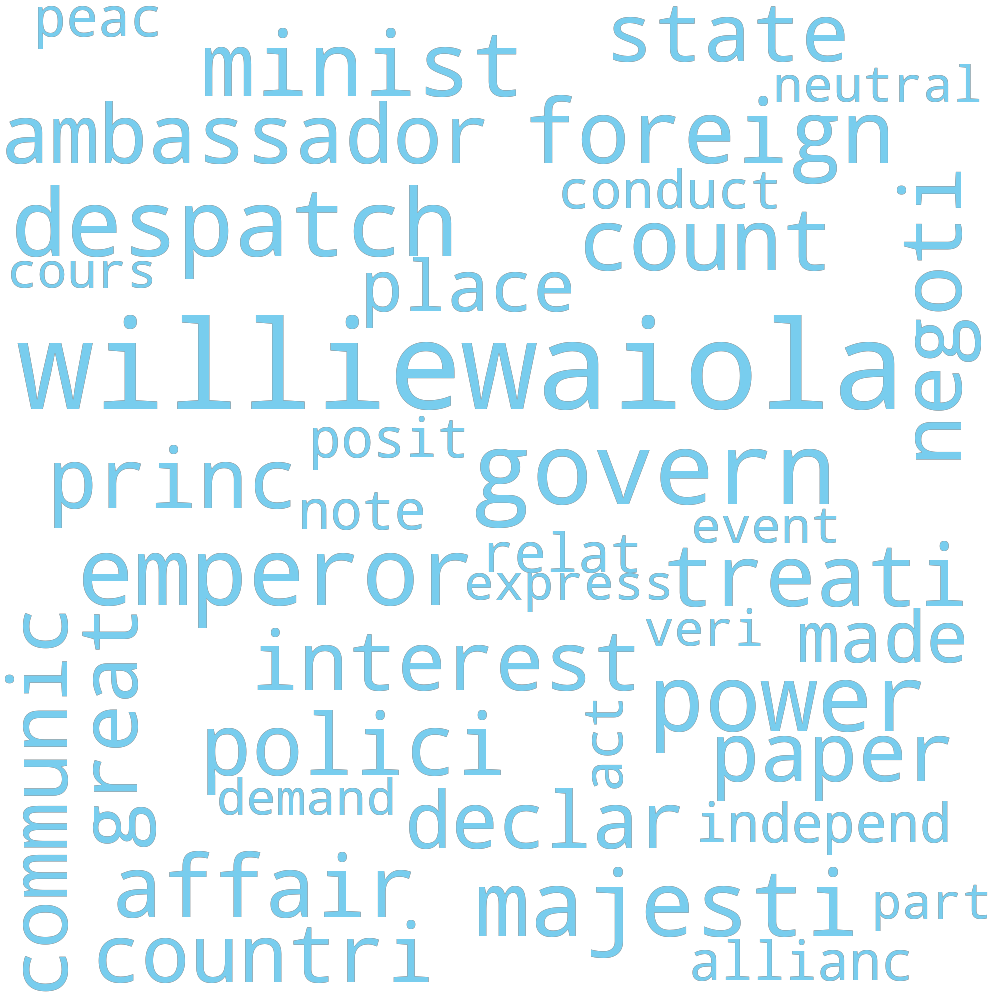 peac
minist
state
neutral
ambassador
foreign
conduct
despatch
count
negoti
cours
place
williewaiola
posit
princ
govern
note
event
relat
emperor
express
treati
communic
great
veri
made
interest
power
act
polici
paper
demand
declar
independ
affair
majesti
part
countri
allianc